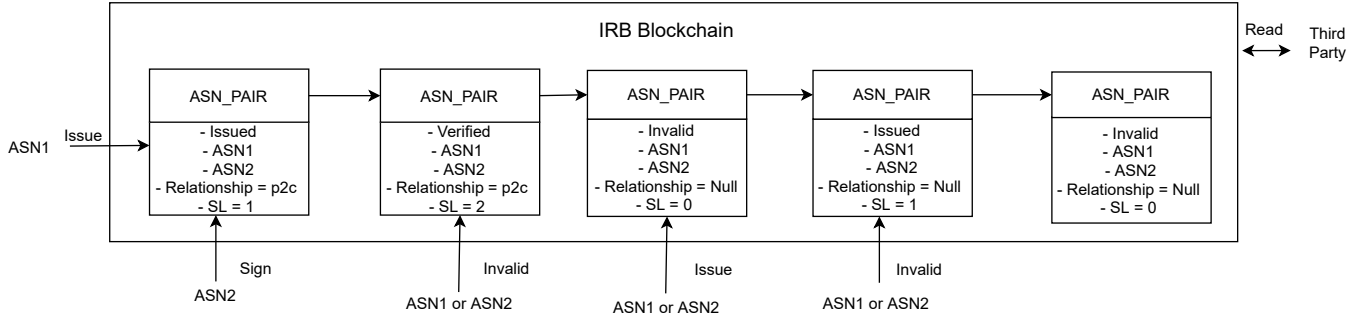 IRB Blockchain
Read
Third
Party
ASN1
Issue
ASN_PAIR
- Issued
- ASN1
- ASN2
- Relationship = p2c
- SL = 1
ASN_PAIR
- Verified
- ASN1
- ASN2
- Relationship = p2c
- SL = 2
ASN_PAIR
- Invalid
- ASN1
- ASN2
- Relationship = Null
- SL = 0
ASN_PAIR
- Issued
- ASN1
- ASN2
- Relationship = Null
- SL = 1
ASN_PAIR
- Invalid
- ASN1
- ASN2
- Relationship = Null
- SL = 0
Sign
ASN2
Invalid
ASN1 or ASN2
Issue
ASN1 or ASN2
Invalid
ASN1 or ASN2